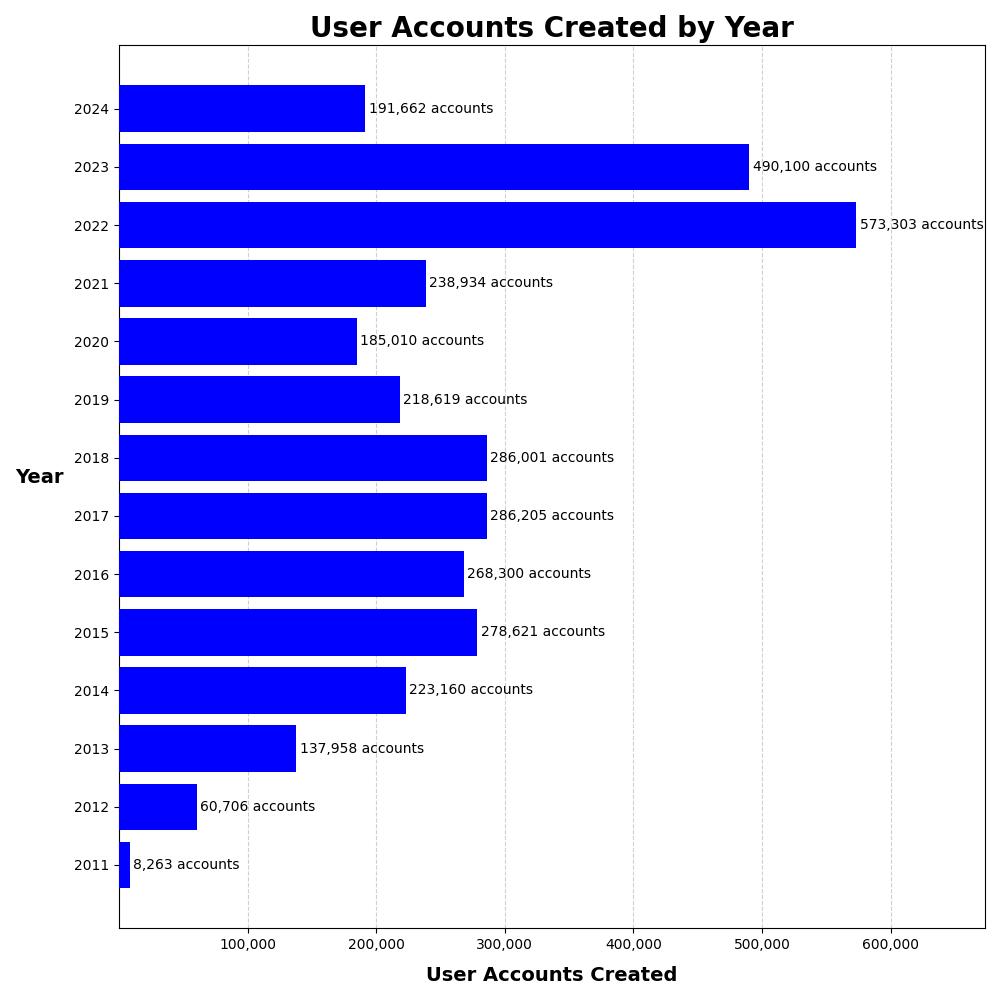 User Accounts Created by Year
2024 191,662 accounts
2023 490,100 accounts
2022 573,303 accounts
2021 238,934 accounts
2020 185,010 accounts
2019 218,619 accounts
2018 286,001 accounts
Year
2017 286,205 accounts
2016 268,300 accounts
2015 278,621 accounts
2014 223,160 accounts
2013 137,958 accounts
2012 60,706 accounts
2011 8,263 accounts
100,000 200,000 300,000 400,000 500,000 600,000
User Accounts Created